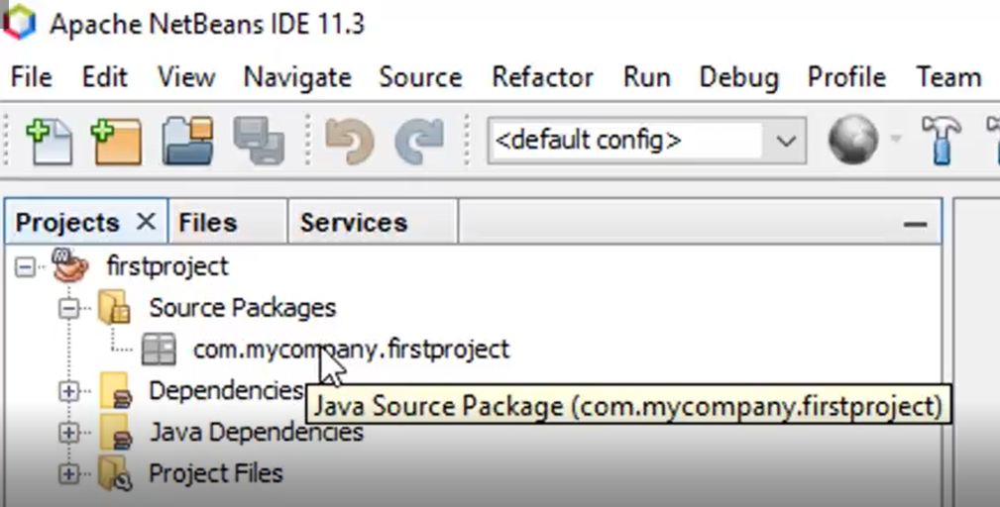 Apache NetBeans IDE 11.3
File Edit View Navigate Source Refactor Run Debug Profile Team
<default config>
Projects Files Services
firstproject
Source Packages
com.mycompany.firstproject
Dependencies
Java Source Package (com.mycompany.firstproject)
Java Dependencies
Project Files